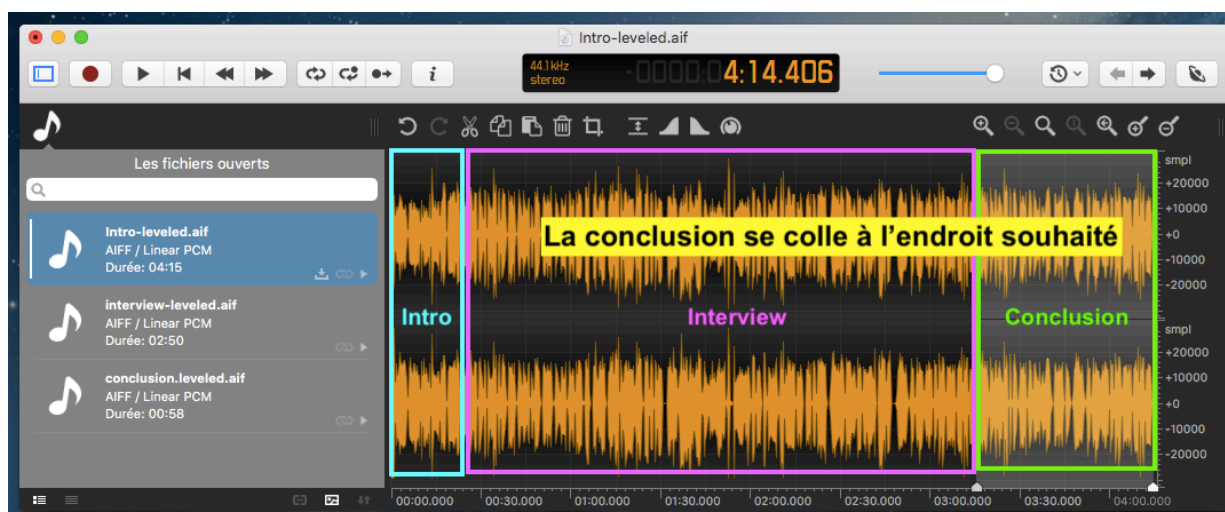 Intro-leveled.aif
44.1kHz
stereo
-0000:04:14.406
Les fichiers ouverts
Intro-leveled.aif
AIFF / Linear PCM
Durée: 04:15
interview-leveled.aif
AIFF / Linear PCM
Durée: 02:50
conclusion.leveled.aif
AIFF / Linear PCM
Durée: 00:58
La conclusion se colle à l'endroit souhaité
Intro
Interview
Conclusion
smpl
+20000
+10000
+0
-10000
-20000
smpl
+20000
+10000
+0
-10000
-20000
00:00.000 00:30.000 01:00.000 01:30.000 02:00.000 02:30.000 03:00.000 03:30.000 04:00.000